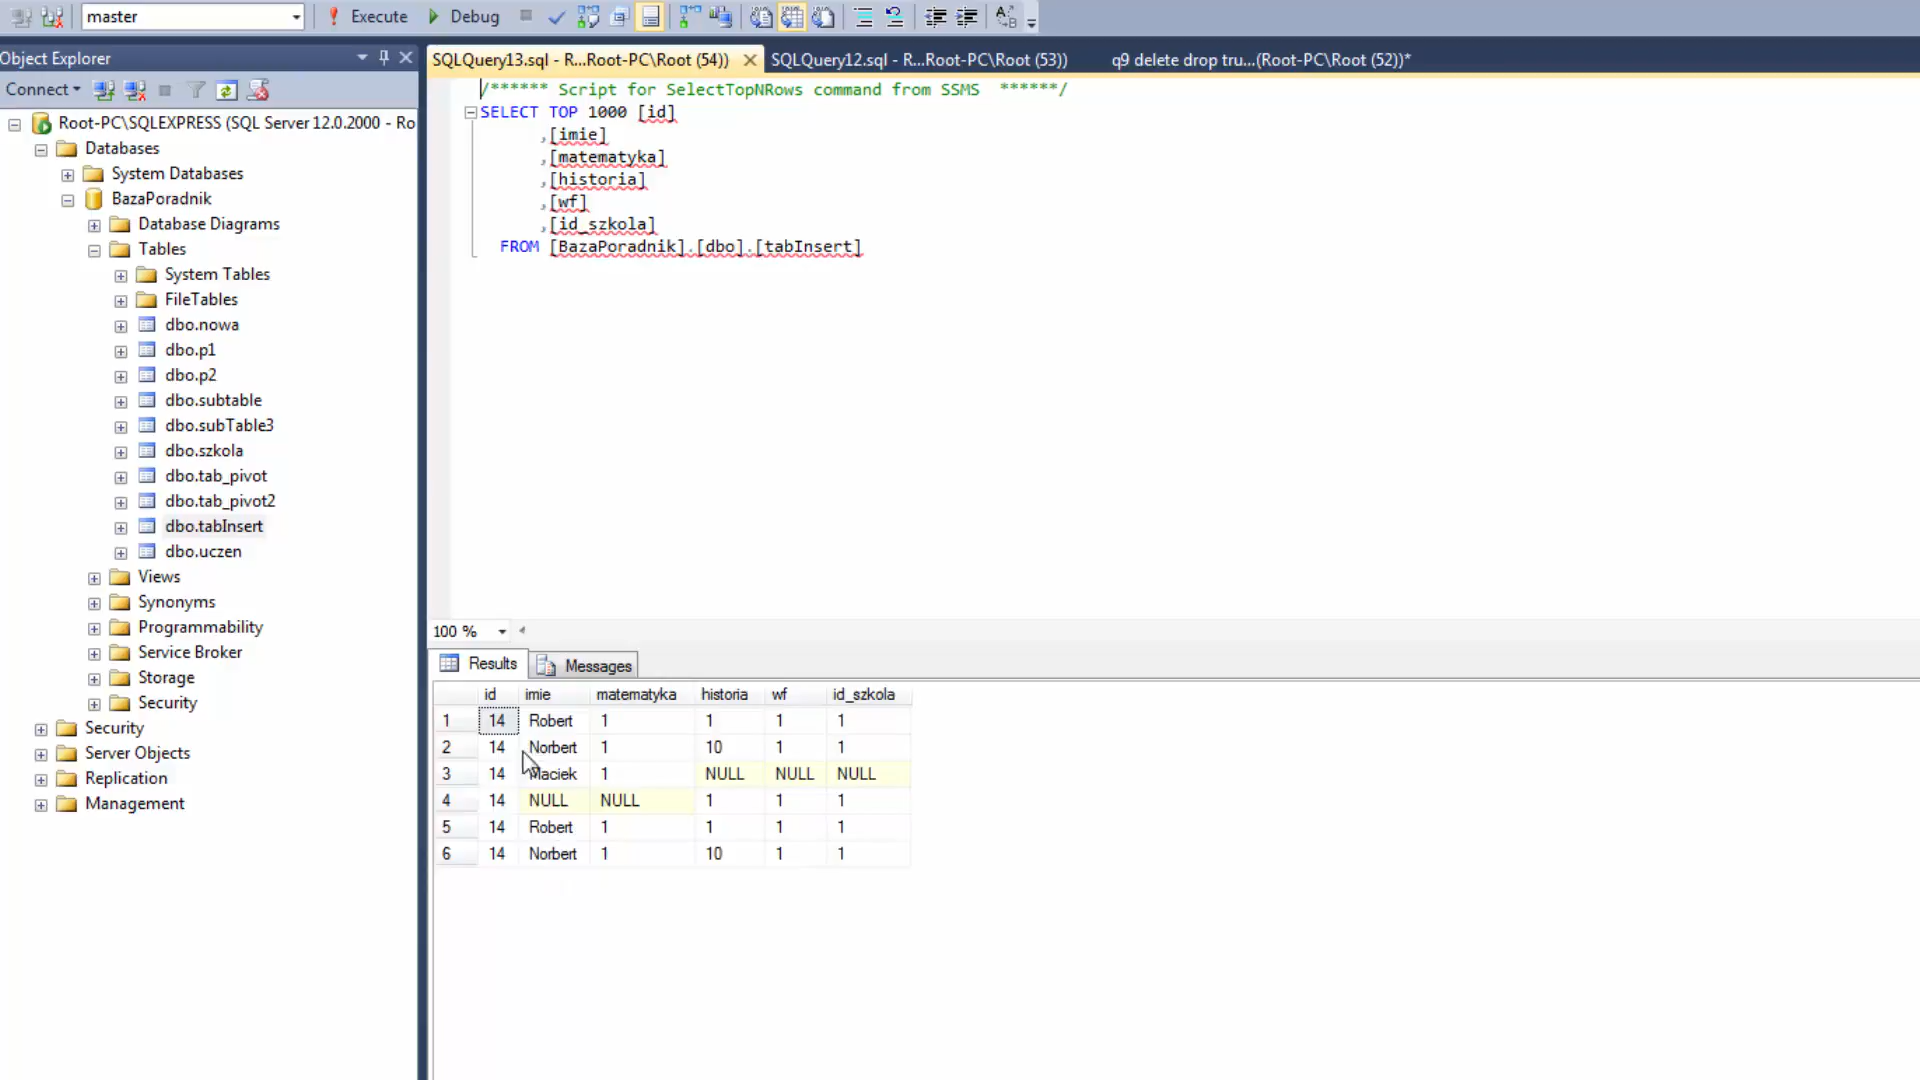 master
Execute
Debug
Object Explorer
Connect
Root-PC\SQLEXPRESS (SQL Server 12.0.2000 - Ro
Databases
System Databases
BazaPoradnik
Database Diagrams
Tables
System Tables
FileTables
dbo.nowa
dbo.p1
dbo.p2
dbo.subtable
dbo.subTable3
dbo.szkola
dbo.tab_pivot
dbo.tab_pivot2
dbo.tabInsert
dbo.uczen
Views
Synonyms
Programmability
Service Broker
Storage
Security
Security
Server Objects
Replication
Management
SQLQuery13.sql - R...Root-PC\Root (54)) SQLQuery12.sql - R...Root-PC\Root (53)) q9 delete drop tru...(Root-PC\Root (52))*
/****** Script for SelectTopNRows command from SSMS ******/
SELECT TOP 1000 [id]
,[imie]
,[matematyka]
,[historia]
,[wf]
,[id_szkola]
FROM [BazaPoradnik].[dbo].[tabInsert]
100 %
Results Messages
id imie matematyka historia wf id_szkola
1 14 Robert 1 1 1 1
2 14 Norbert 1 10 1 1
3 14 Maciek 1 NULL NULL NULL
4 14 NULL NULL 1 1 1
5 14 Robert 1 1 1 1
6 14 Norbert 1 10 1 1